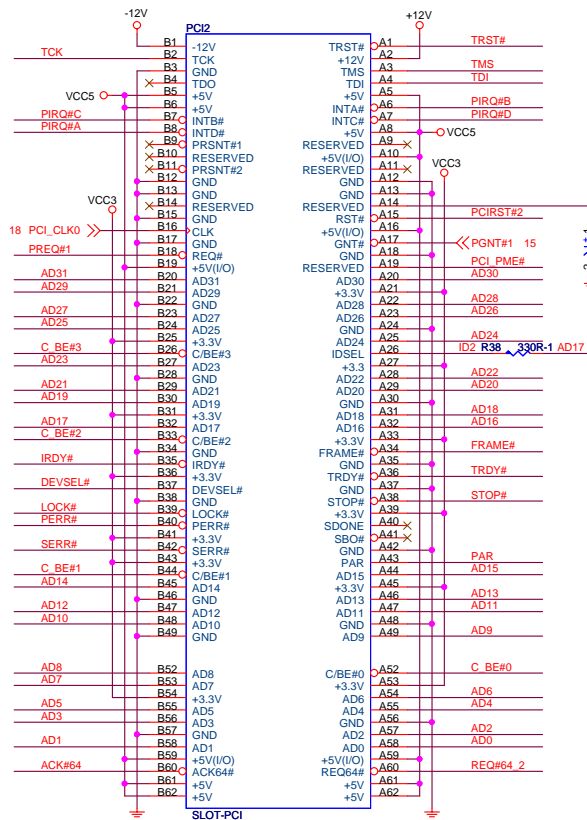 -12V +12V
PCI2
B1 -12V TRST# A1 TRST#
TCK B2 TCK +12V A2
B3 GND TMS A3 TMS
B4 TDO TDI A4 TDI
VCC5 B5 +5V +5V A5
B6 +5V INTA# A6 PIRQ#B
PIRQ#C B7 INTB# INTC# A7 PIRQ#D
PIRQ#A B8 INTD# +5V A8 VCC5
B9 PRSNT#1 RESERVED A9
B10 RESERVED +5V(I/O) A10
B11 PRSNT#2 RESERVED A11 VCC3
B12 GND GND A12
B13 GND GND A13
VCC3 B14 RESERVED RESERVED A14
B15 GND RST# A15 PCIRST#2
18 PCI_CLK0 B16 CLK +5V(I/O) A16
B17 GND GNT# A17 PGNT#1 15
PREQ#1 B18 REQ# GND A18
B19 +5V(I/O) RESERVED A19 PCI_PME#
AD31 B20 AD31 AD30 A20 AD30
AD29 B21 AD29 +3.3V A21
B22 GND AD28 A22 AD28
AD27 B23 AD27 AD26 A23 AD26
AD25 B24 AD25 GND A24
B25 +3.3V AD24 A25 AD24
C_BE#3 B26 C/BE#3 IDSEL A26 ID2 R38 330R-1 AD17
AD23 B27 AD23 +3.3 A27
B28 GND AD22 A28 AD22
AD21 B29 AD21 AD20 A29 AD20
AD19 B30 AD19 GND A30
B31 +3.3V AD18 A31 AD18
AD17 B32 AD17 AD16 A32 AD16
C_BE#2 B33 C/BE#2 +3.3V A33
B34 GND FRAME# A34 FRAME#
IRDY# B35 IRDY# GND A35
B36 +3.3V TRDY# A36 TRDY#
DEVSEL# B37 DEVSEL# GND A37
B38 GND STOP# A38 STOP#
LOCK# B39 LOCK# +3.3V A39
PERR# B40 PERR# SDONE A40
B41 +3.3V SBO# A41
SERR# B42 SERR# GND A42
B43 +3.3V PAR A43 PAR
C_BE#1 B44 C/BE#1 AD15 A44 AD15
AD14 B45 AD14 +3.3V A45
B46 GND AD13 A46 AD13
AD12 B47 AD12 AD11 A47 AD11
AD10 B48 AD10 GND A48
B49 GND AD9 A49 AD9
AD8 B52 AD8 C/BE#0 A52 C_BE#0
AD7 B53 AD7 +3.3V A53
B54 +3.3V AD6 A54 AD6
AD5 B55 AD5 AD4 A55 AD4
AD3 B56 AD3 GND A56
B57 GND AD2 A57 AD2
AD1 B58 AD1 AD0 A58 AD0
B59 +5V(I/O) +5V(I/O) A59
ACK#64 B60 ACK64# REQ64# A60 REQ#64_2
B61 +5V +5V A61
B62 +5V +5V A62
SLOT-PCI